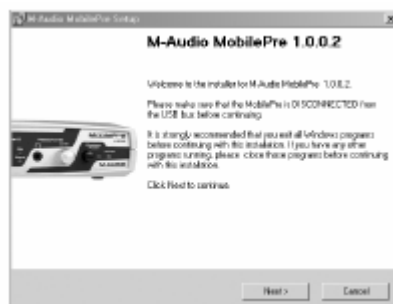 M-Audio MobilePre Setup
M-Audio MobilePre 1.0.0.2
Welcome to the installer for M-Audio MobilePre 1.0.0.2.
Please make sure that the MobilePre is DISCONNECTED from
the USB bus before continuing.
It is strongly recommended that you exit all Windows programs
before continuing with this installation. If you have any other
programs running, please close those programs before continuing
with this installation.
Click Next to continue.
MOBILEPRE
Next >
Cancel